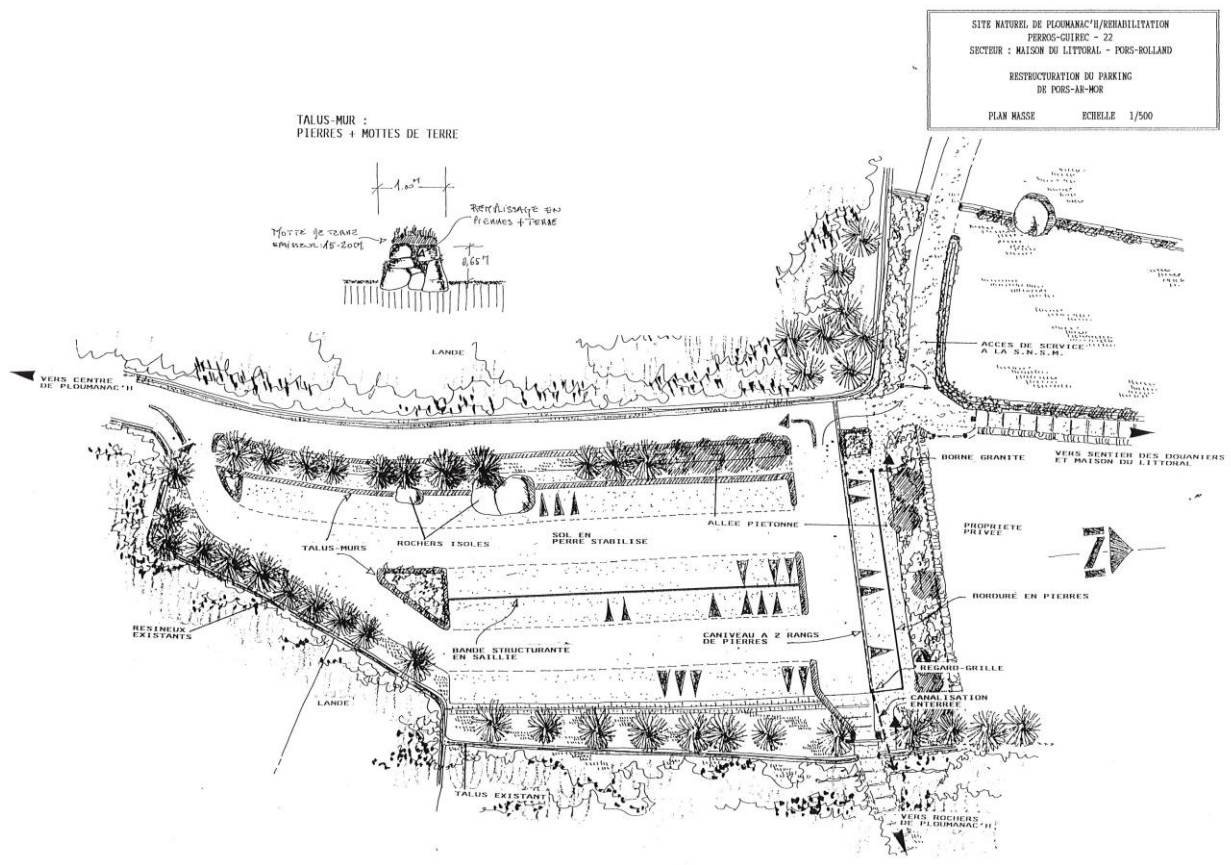 SITE NATUREL DE PLOUMANAC'H/REHABILITATION
PERROS-GUIREC - 22
SECTEUR : MAISON DU LITTORAL - PORS-ROLLAND
RESTRUCTURATION DU PARKING
DE PORS-AR-MOR
PLAN MASSE ECHELLE 1/500
TALUS-MUR :
PIERRES + MOTTES DE TERRE
1.00M
REMPLISSAGE EN
PIERRES + TERRE
MOTTE DE TERRE
0,65M
LANDE
ACCES DE SERVICE
A LA S.N.S.M.
VERS CENTRE
DE PLOUMANAC'H
BORNE GRANITE
VERS SENTIER DES DOUANIERS
ET MAISON DU LITTORAL
ALLEE PIETONNE
PROPRIETE
PRIVEE
TALUS-MURS
ROCHERS ISOLES
SOL EN
PERRE STABILISE
N
BORDURE EN PIERRES
RESINEUX
EXISTANTS
CANIVEAU A 2 RANGS
DE PIERRES
BANDE STRUCTURANTE
EN SAILLIE
REGARD-GRILLE
CANALISATION
ENTERREE
LANDE
TALUS EXISTANT
VERS ROCHERS
DE PLOUMANAC'H